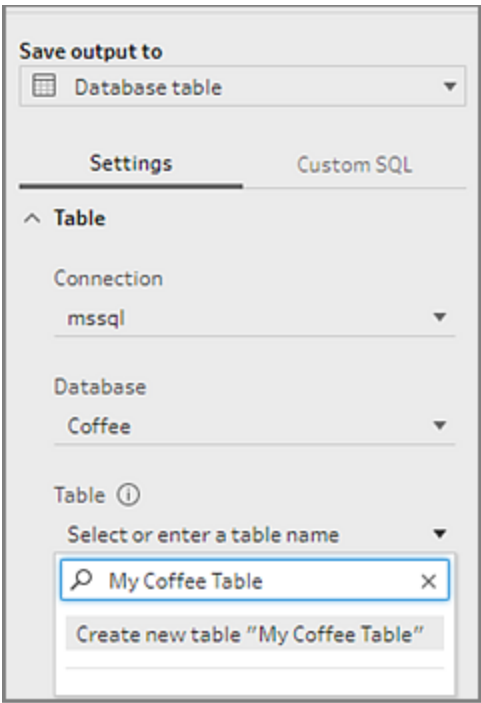 Save output to
Database table
Settings Custom SQL
Table
Connection
mssql
Database
Coffee
Table
Select or enter a table name
My Coffee Table
Create new table "My Coffee Table"